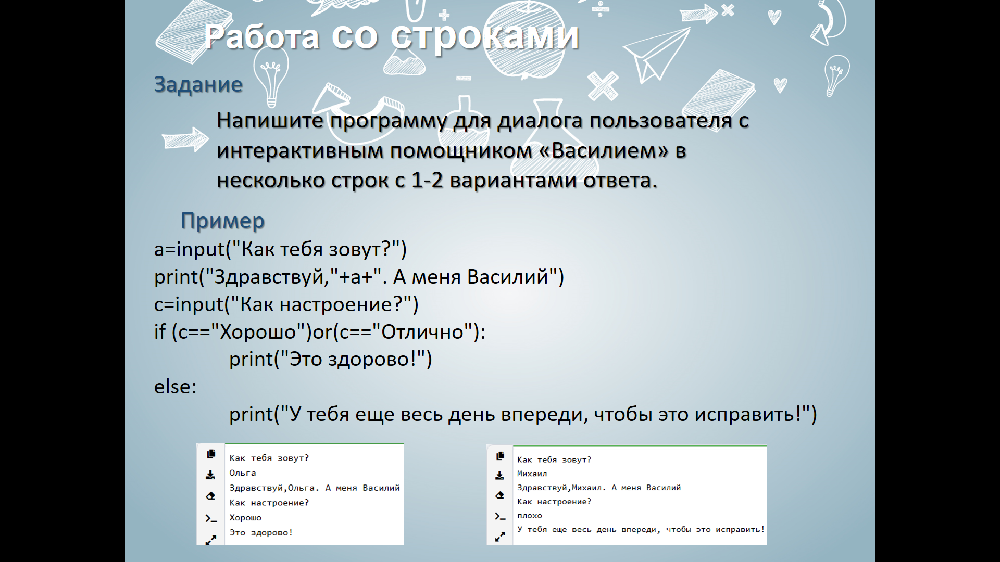 Работа со строками
Задание
Напишите программу для диалога пользователя с
интерактивным помощником «Василием» в
несколько строк с 1-2 вариантами ответа.
Пример
a=input("Как тебя зовут?")
print("Здравствуй,"+a+". А меня Василий")
c=input("Как настроение?")
if (c=="Хорошо")or(c=="Отлично"):
print("Это здорово!")
else:
print("У тебя еще весь день впереди, чтобы это исправить!")
Как тебя зовут?
Ольга
Здравствуй,Ольга. А меня Василий
Как настроение?
Хорошо
Это здорово!
Как тебя зовут?
Михаил
Здравствуй,Михаил. А меня Василий
Как настроение?
плохо
У тебя еще весь день впереди, чтобы это исправить!